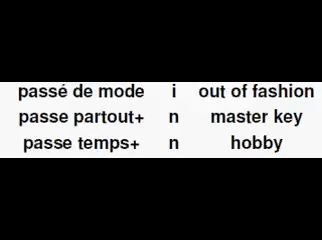 passé de mode i out of fashion
passe partout+ n master key
passe temps+ n hobby